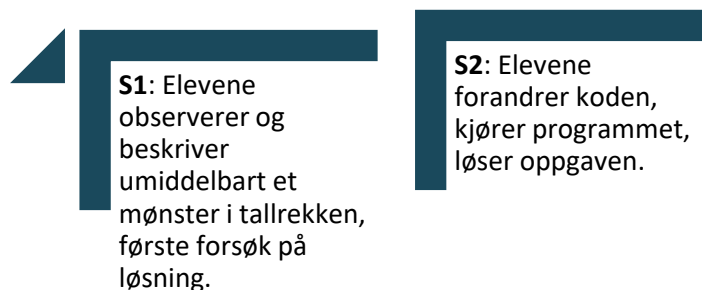 S1: Elevene
observerer og
beskriver
umiddelbart et
mønster i tallrekken,
første forsøk på
løsning.
S2: Elevene
forandrer koden,
kjører programmet,
løser oppgaven.